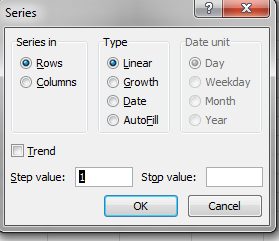 Series
Series in
Type
Date unit
Rows
Linear
Day
Columns
Growth
Weekday
Date
Month
AutoFill
Year
Trend
Step value: 1
Stop value:
OK
Cancel